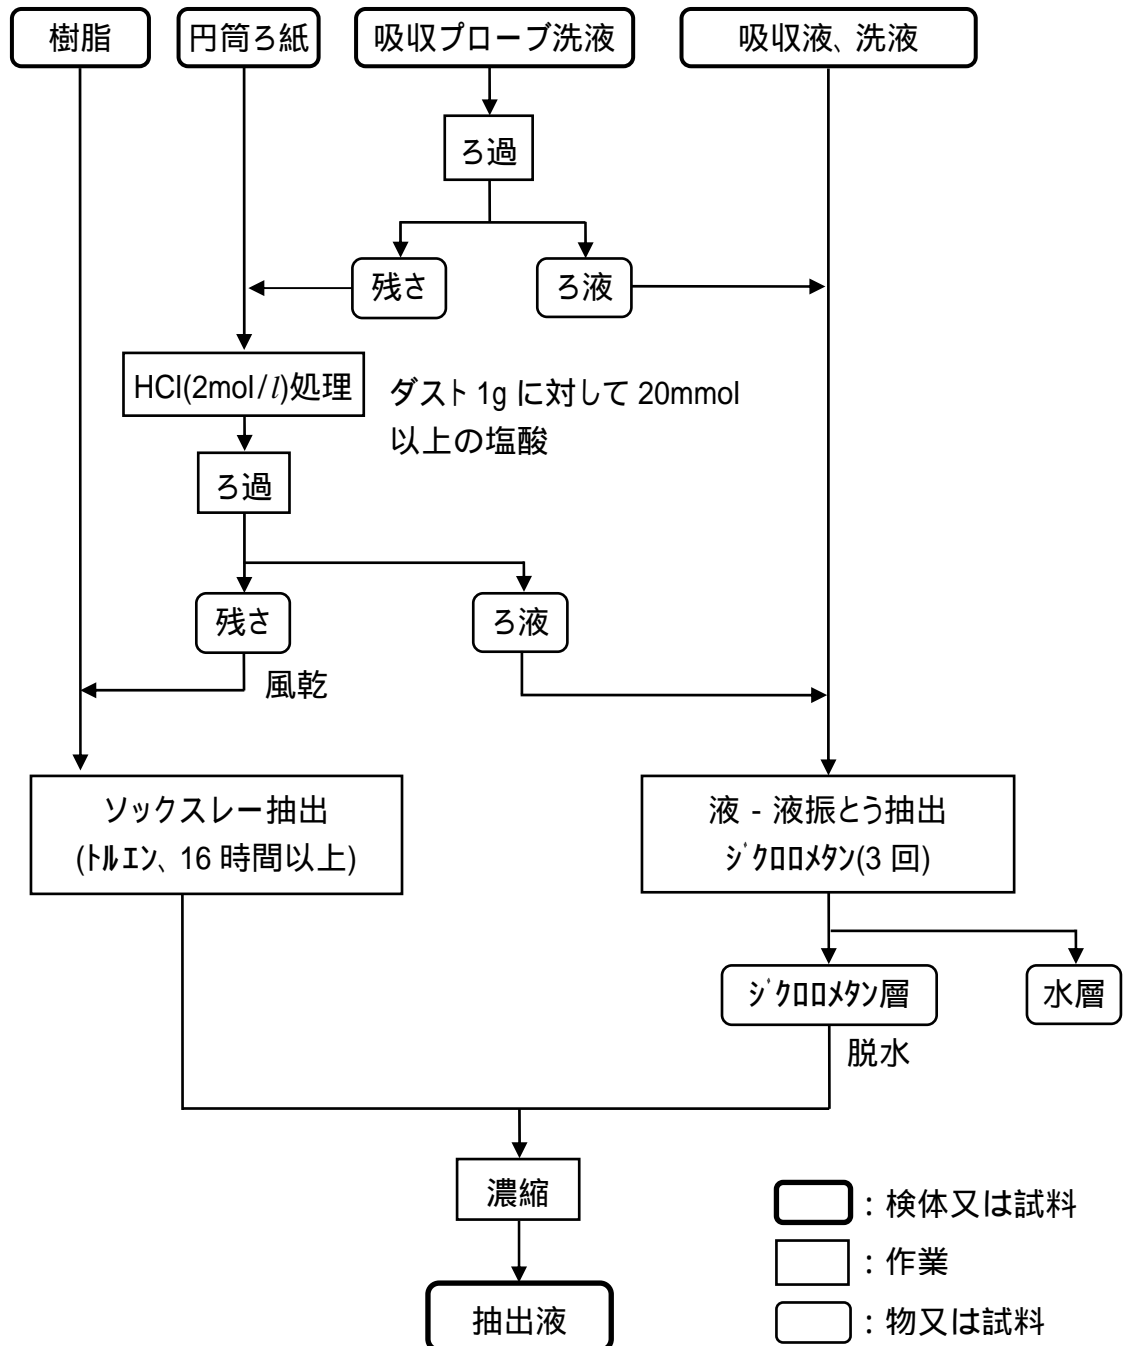 樹脂
円筒ろ紙
吸収プローブ洗液
吸収液、洗液
ろ過
残さ
ろ液
HCl(2mol/l)処理
ダスト 1g に対して 20mmol
以上の塩酸
ろ過
残さ
ろ液
風乾
ソックスレー抽出
(ﾄﾙｴﾝ、16 時間以上)
液 - 液振とう抽出
ｼﾞｸﾛﾛﾒﾀﾝ(3 回)
ｼﾞｸﾛﾛﾒﾀﾝ層
水層
脱水
濃縮
抽出液
：検体又は試料
：作業
：物又は試料